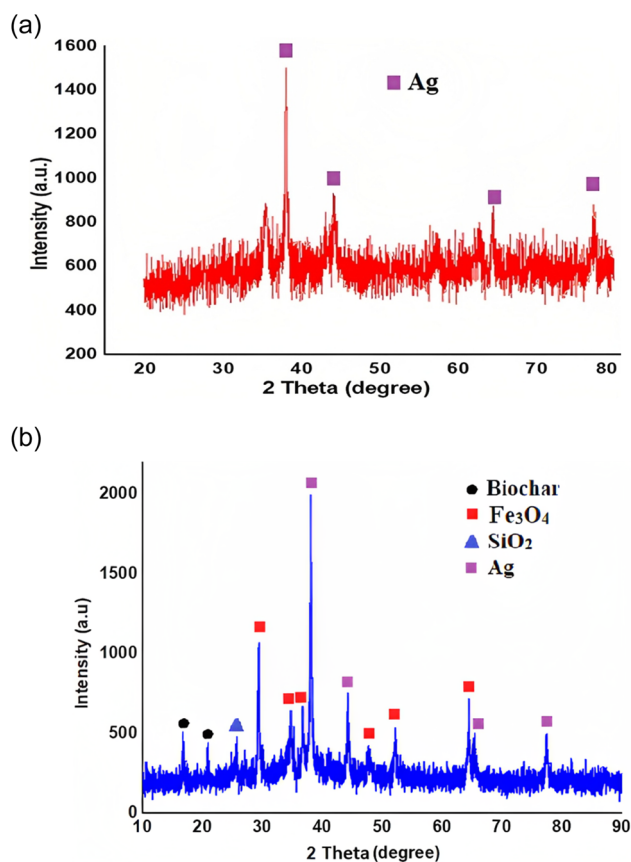 (a)
1600
1400
1200
1000
800
600
400
200
Intensity (a.u.)
Ag
20 30 40 50 60 70 80
2 Theta (degree)
(b)
2000
1500
1000
500
0
Intensity (a.u)
Biochar
Fe₃O₄
SiO₂
Ag
10 20 30 40 50 60 70 80 90
2 Theta (degree)